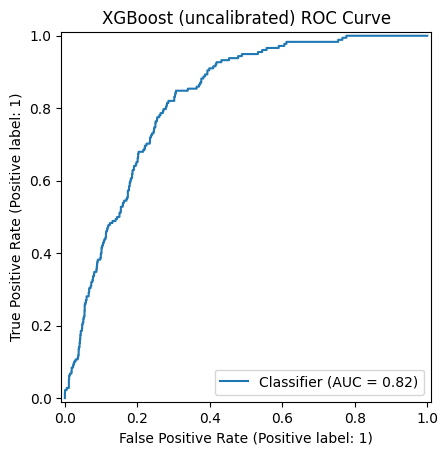 XGBoost (uncalibrated) ROC Curve
1.0
0.8
0.6
0.4
0.2
0.0
True Positive Rate (Positive label: 1)
Classifier (AUC = 0.82)
0.0 0.2 0.4 0.6 0.8 1.0
False Positive Rate (Positive label: 1)